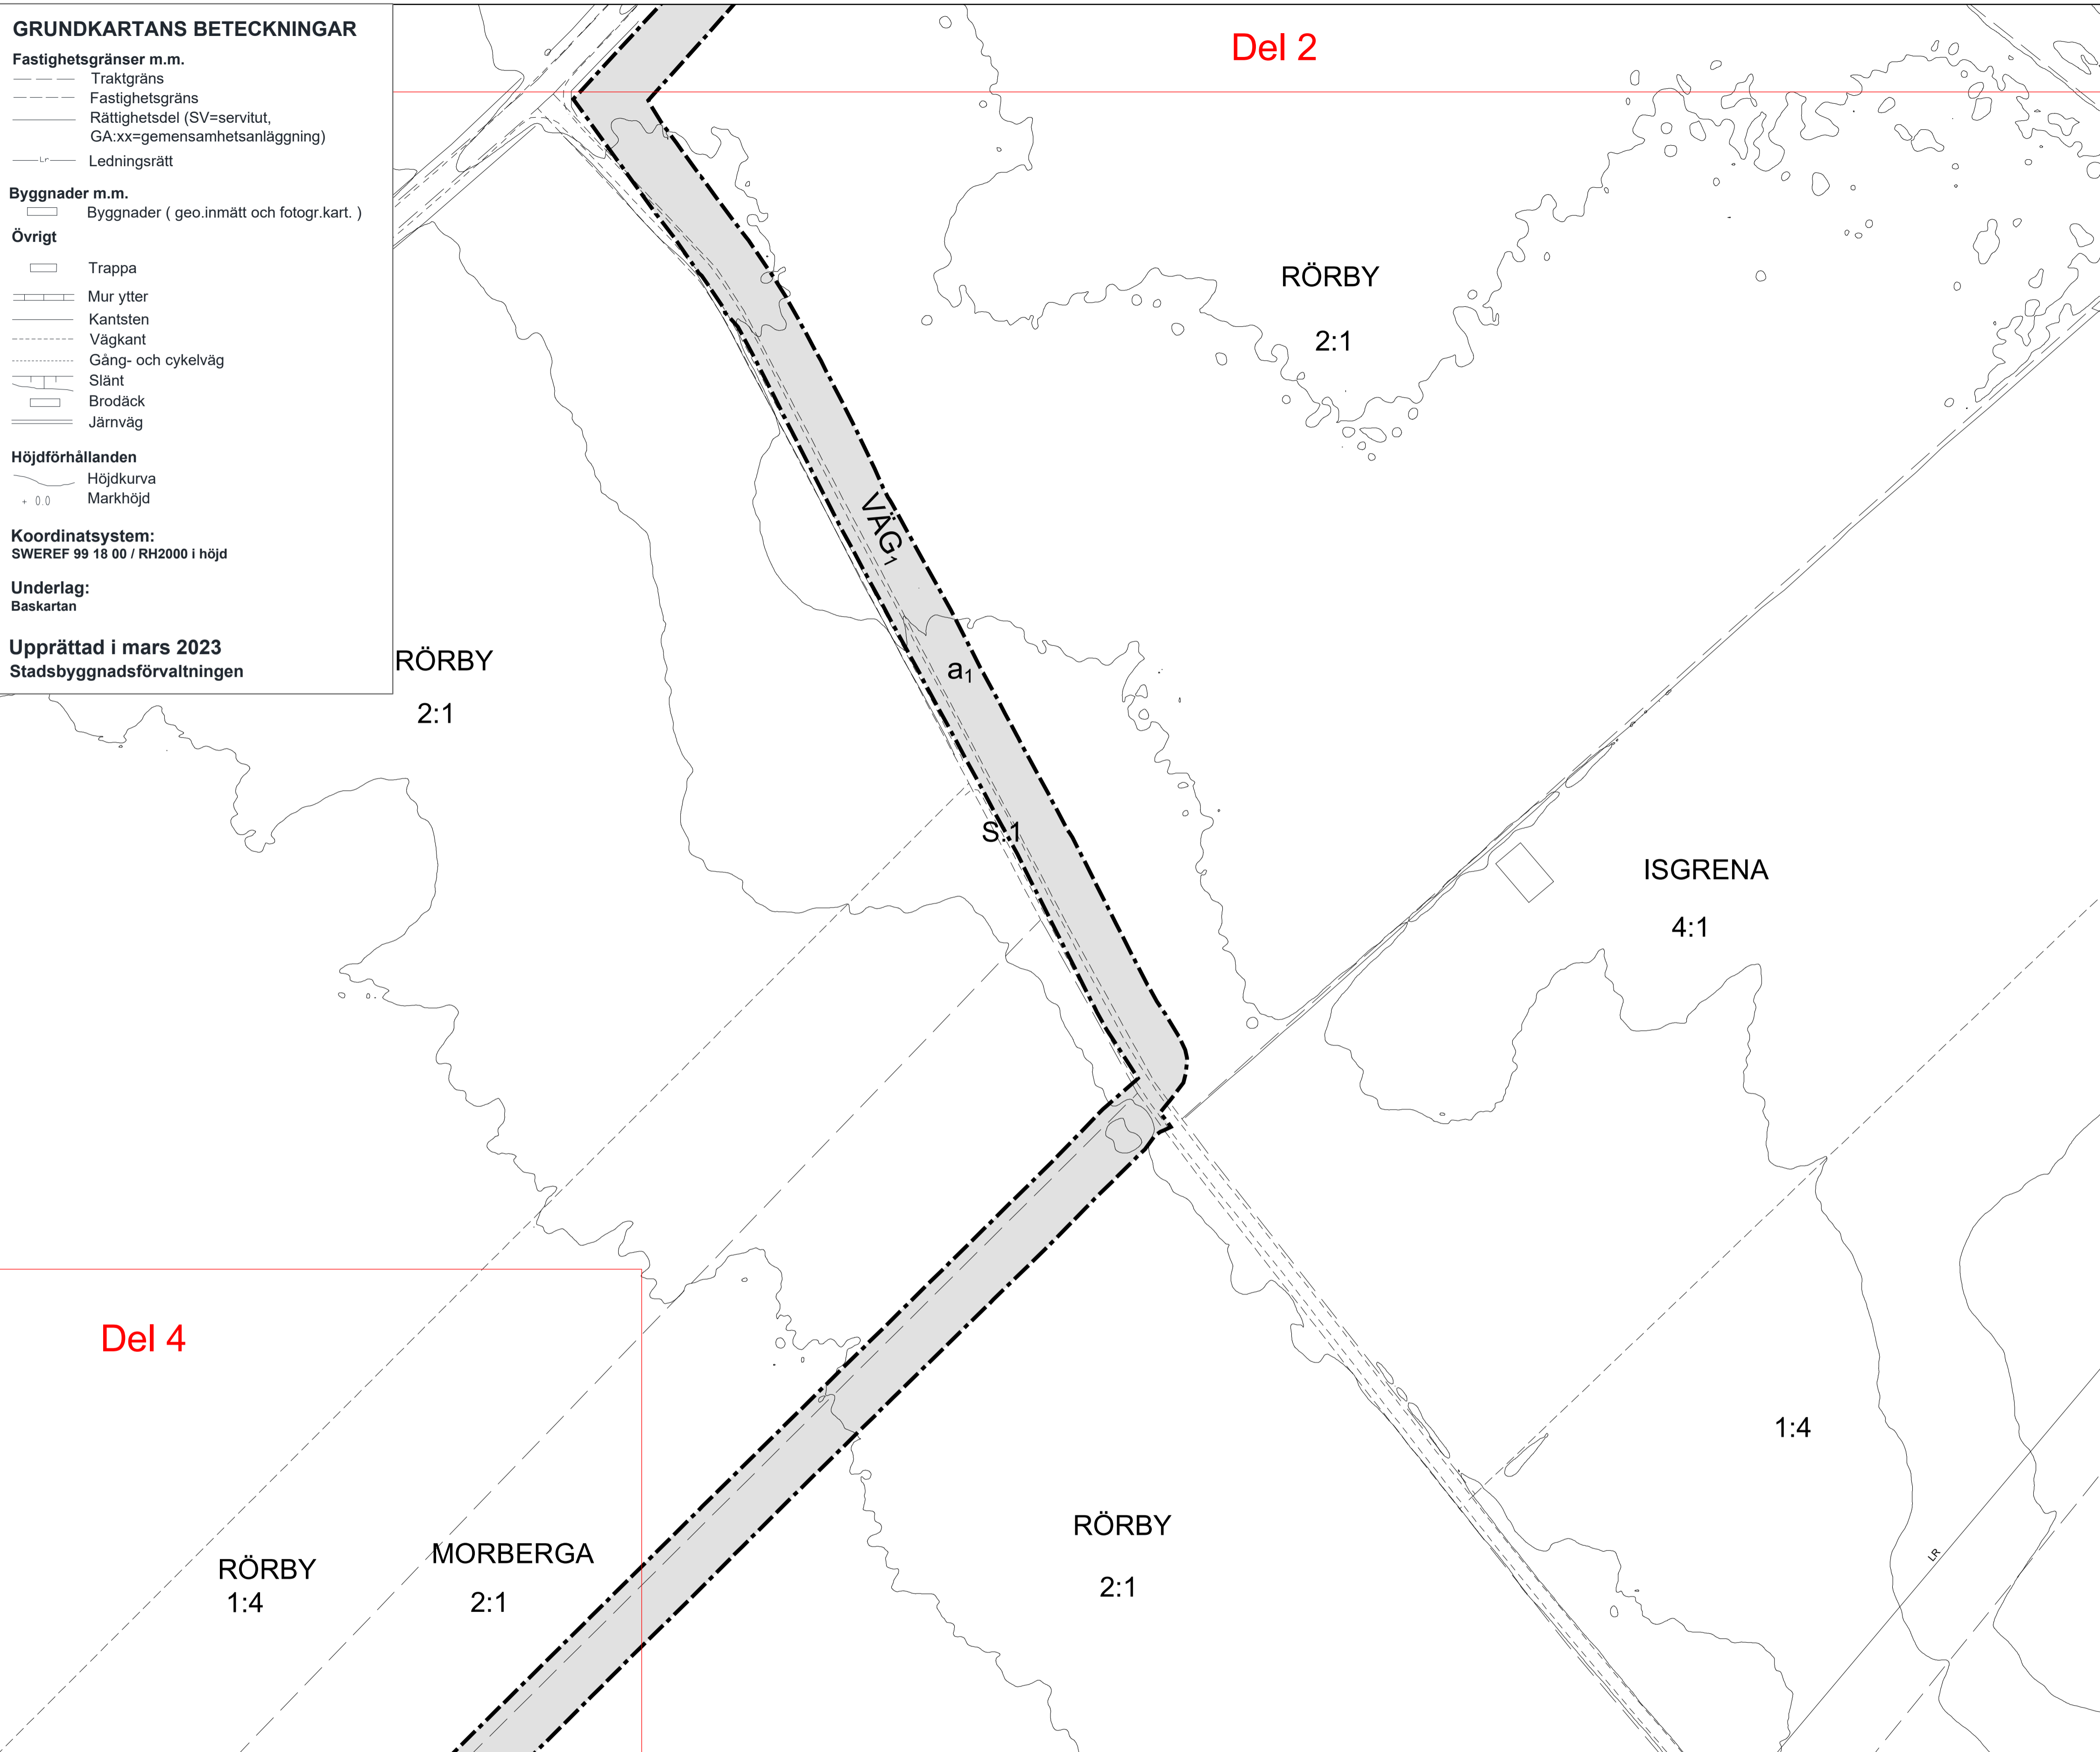 GRUNDKARTANS BETECKNINGAR
Fastighetsgränser m.m.
Traktgräns
Fastighetsgräns
Rättighetsdel (SV=servitut,
GA:xx=gemensamhetsanläggning)
Lr
Ledningsrätt
Byggnader m.m.
Byggnader ( geo.inmätt och fotogr.kart. )
Övrigt
Trappa
Mur ytter
Kantsten
Vägkant
Gång- och cykelväg
Slänt
Brodäck
Järnväg
Höjdförhållanden
Höjdkurva
+ 0.0 Markhöjd
Koordinatsystem:
SWEREF 99 18 00 / RH2000 i höjd
Underlag:
Baskartan
Upprättad i mars 2023
Stadsbyggnadsförvaltningen
Del 2
RÖRBY
2:1
VÄG1
RÖRBY
2:1
a1
S:1
ISGRENA
4:1
Del 4
1:4
RÖRBY
2:1
MORBERGA
2:1
RÖRBY
1:4
LR